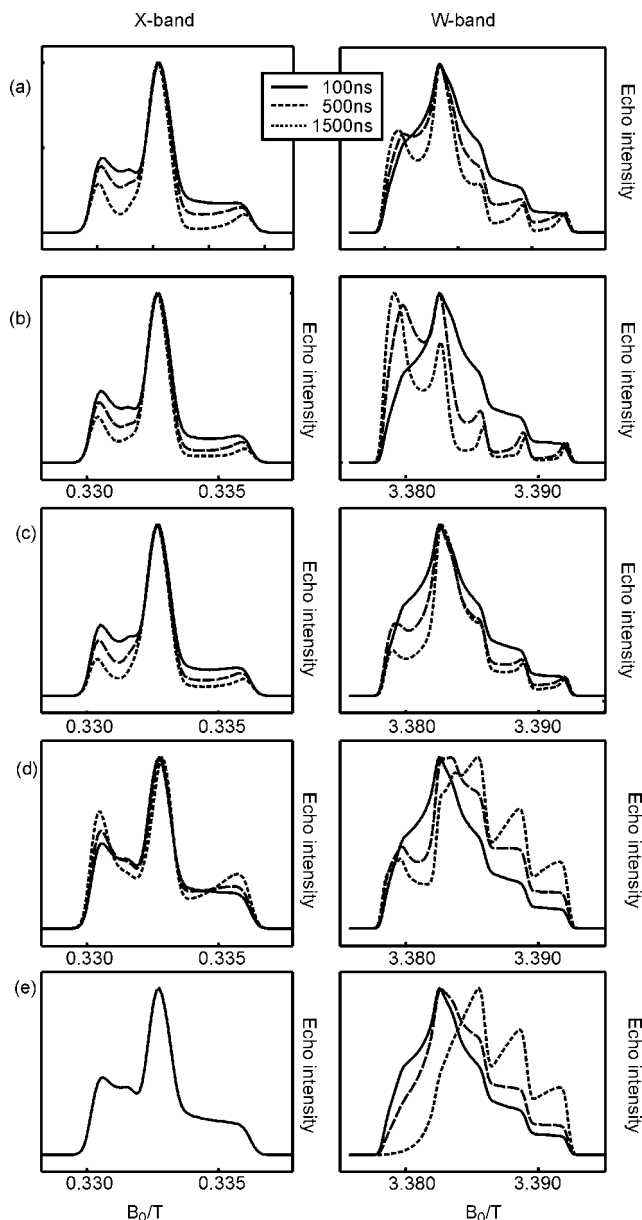 X-band
W-band
(a)
100ns
500ns
1500ns
Echo intensity
(b)
Echo intensity
Echo intensity
0.330
0.335
3.380
3.390
(c)
Echo intensity
Echo intensity
0.330
0.335
3.380
3.390
(d)
Echo intensity
Echo intensity
0.330
0.335
3.380
3.390
(e)
Echo intensity
Echo intensity
0.330
0.335
3.380
3.390
B0/T
B0/T